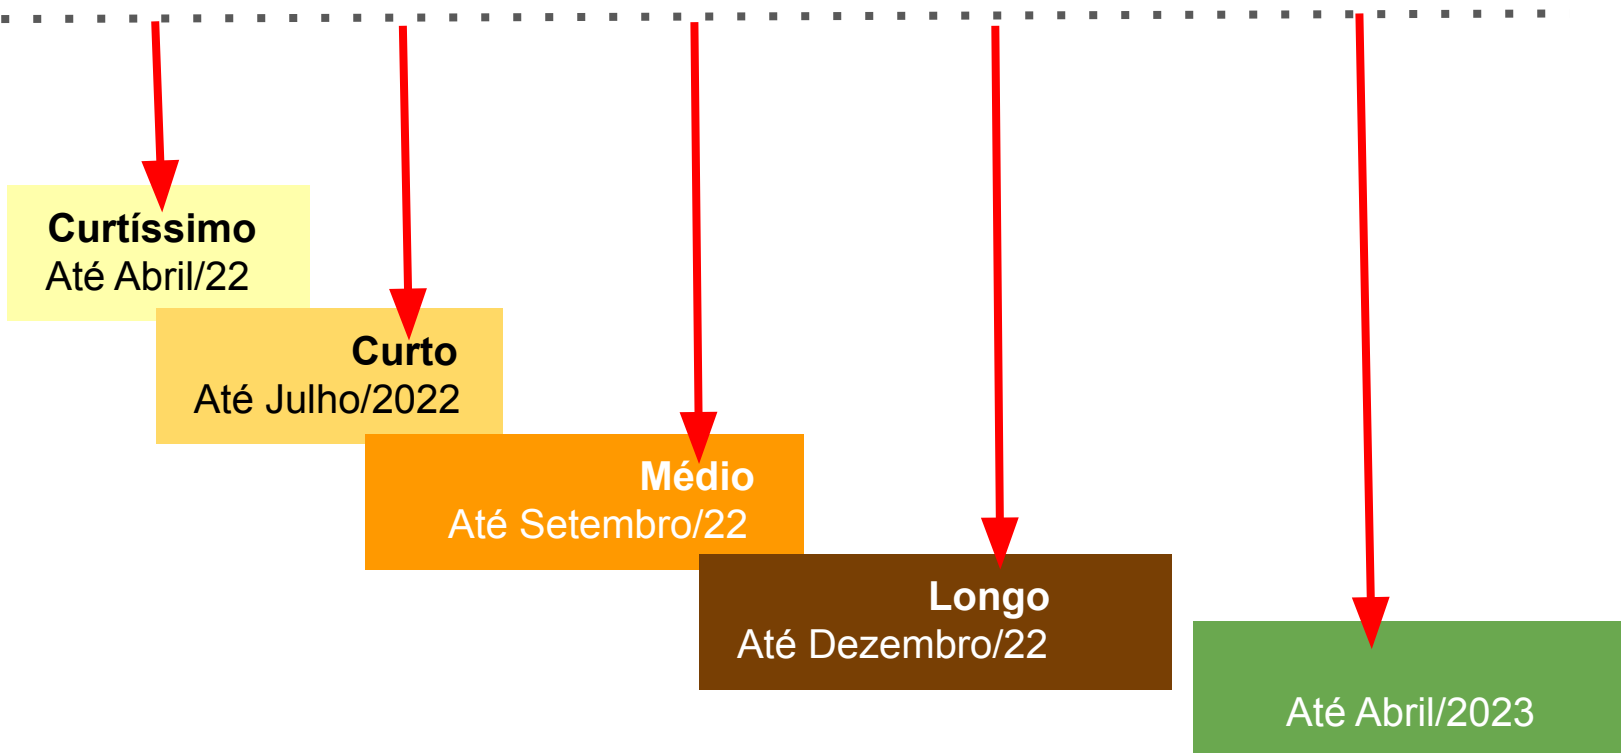 Curtíssimo
Até Abril/22
Curto
Até Julho/2022
Médio
Até Setembro/22
Longo
Até Dezembro/22
Até Abril/2023